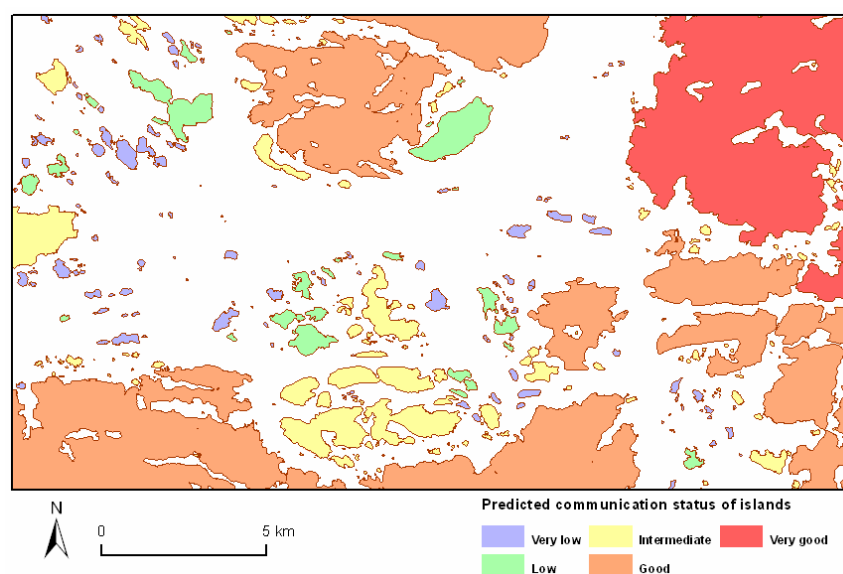 Predicted communication status of islands
N
0 5 km
Very low Intermediate Very good
Low Good